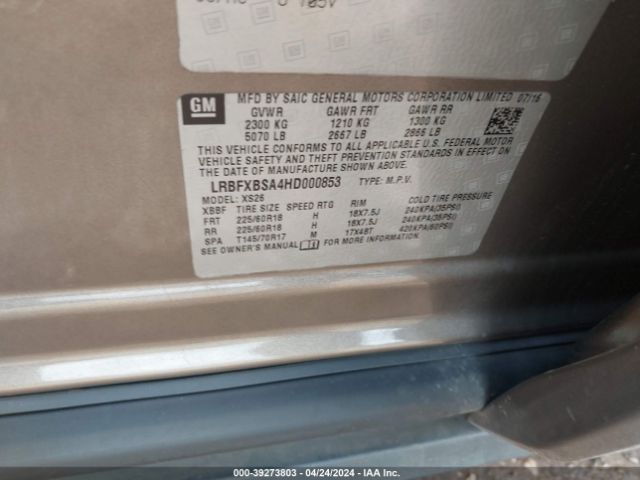 GM
MFD BY SAIC GENERAL MOTORS CORPORATION LIMITED 07/16
GVWR GAWR FRT GAWR RR
2300 KG 1210 KG 1300 KG
5070 LB 2667 LB 2866 LB
THIS VEHICLE CONFORMS TO ALL APPLICABLE U.S. FEDERAL MOTOR
VEHICLE SAFETY AND THEFT PREVENTION STANDARDS IN EFFECT ON
THE DATE OF MANUFACTURE SHOWN ABOVE.
LRBFXBSA4HD000853 TYPE: M.P.V.
MODEL: XS26
XBBF TIRE SIZE SPEED RTG RIM COLD TIRE PRESSURE
FRT 225/60R18 H 18X7.5J 240KPA(35PSI)
RR 225/60R18 H 18X7.5J 240KPA(35PSI)
SPA T145/70R17 M 17X4BT 420KPA(60PSI)
SEE OWNER'S MANUAL FOR MORE INFORMATION.
000-39273803 - 04/24/2024 - IAA Inc.